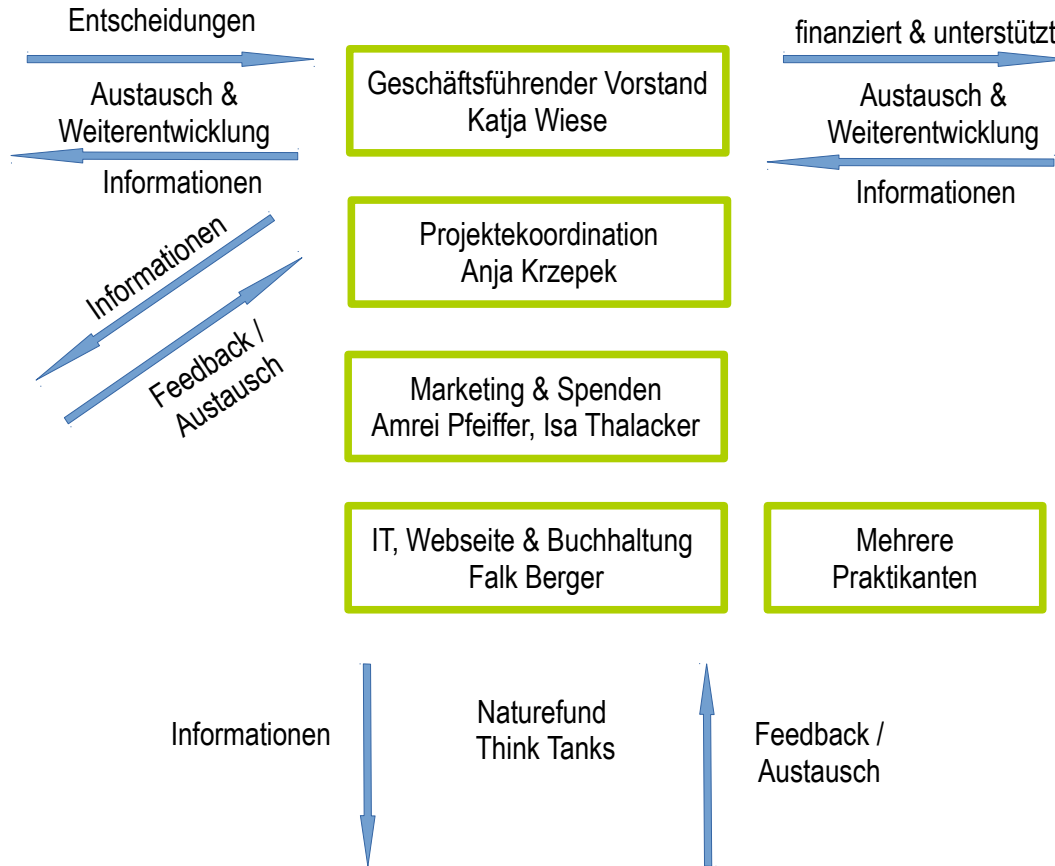 Entscheidungen
Austausch &
Weiterentwicklung
Informationen
Informationen
Feedback /
Austausch
Geschäftsführender Vorstand
Katja Wiese
Projektekoordination
Anja Krzepek
Marketing & Spenden
Amrei Pfeiffer, Isa Thalacker
IT, Webseite & Buchhaltung
Falk Berger
finanziert & unterstützt
Austausch &
Weiterentwicklung
Informationen
Mehrere
Praktikanten
Informationen
Naturefund
Think Tanks
Feedback /
Austausch